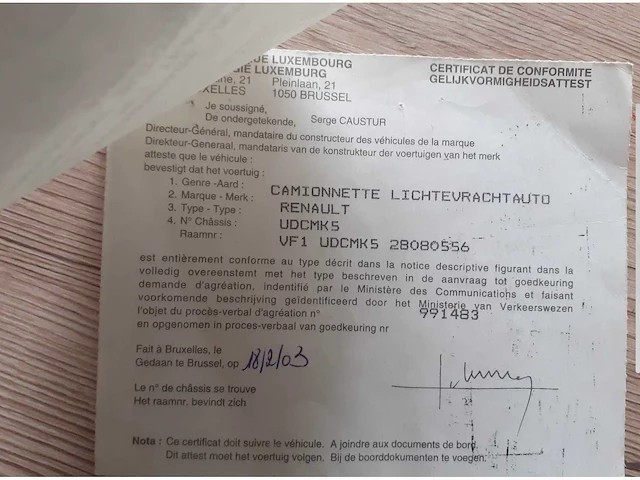 UE LUXEMBOURG
GIË LUXEMBURG
Pleinlaan, 21
XELLES 1050 BRUSSEL
CERTIFICAT DE CONFORMITE
GELIJKVORMIGHEIDSATTEST
Je soussigné,
De ondergetekende, Serge CAUSTUR
Directeur-Général, mandataire du constructeur des véhicules de la marque
Direkteur-Generaal, mandataris van de konstrukteur der voertuigen van het merk
atteste que le véhicule :
bevestigt dat het voertuig :
1. Genre -Aard : CAMIONNETTE LICHTEVRACHTAUTO
2. Marque - Merk : RENAULT
3. Type - Type : UDCMK5
4. N° Châssis :
Raamnr : VF1 UDCMK5 28080556
est entièrement conforme au type décrit dans la notice descriptive figurant dans la
volledig overeenstemt met het type beschreven in de aanvraag tot goedkeuring
demande d'agréation, indentifié par le Ministère des Communications et faisant
voorkomende beschrijving geïdentificeerd door het Ministerie van Verkeerswezen
l'objet du procès-verbal d'agréation n° 991483
en opgenomen in proces-verbaal van goedkeuring nr
Fait à Bruxelles, le
Gedaan te Brussel, op 18/2/03
Le n° de châssis se trouve
Het raamnr. bevindt zich
Note : Ce certificat doit suivre le véhicule. A joindre aux documents de bord.
Dit attest moet het voertuig volgen. Bij de boorddokumenten te voegen.